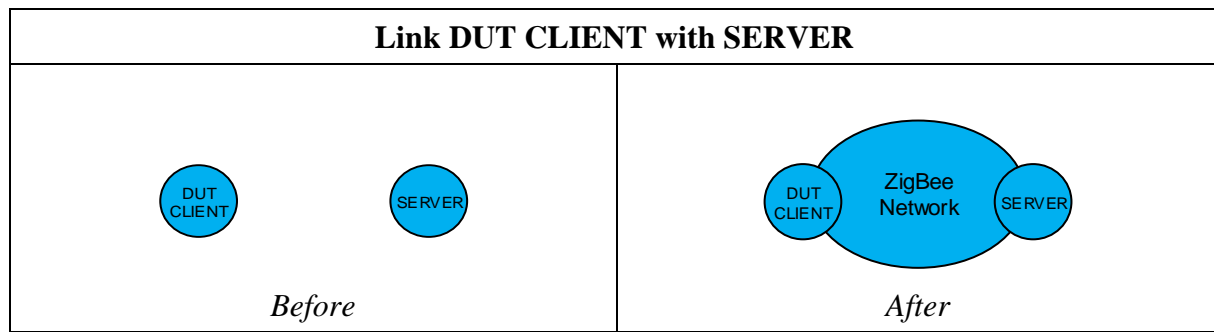 Link DUT CLIENT with SERVER
DUT
CLIENT
SERVER
Before
DUT
CLIENT
ZigBee
Network
SERVER
After